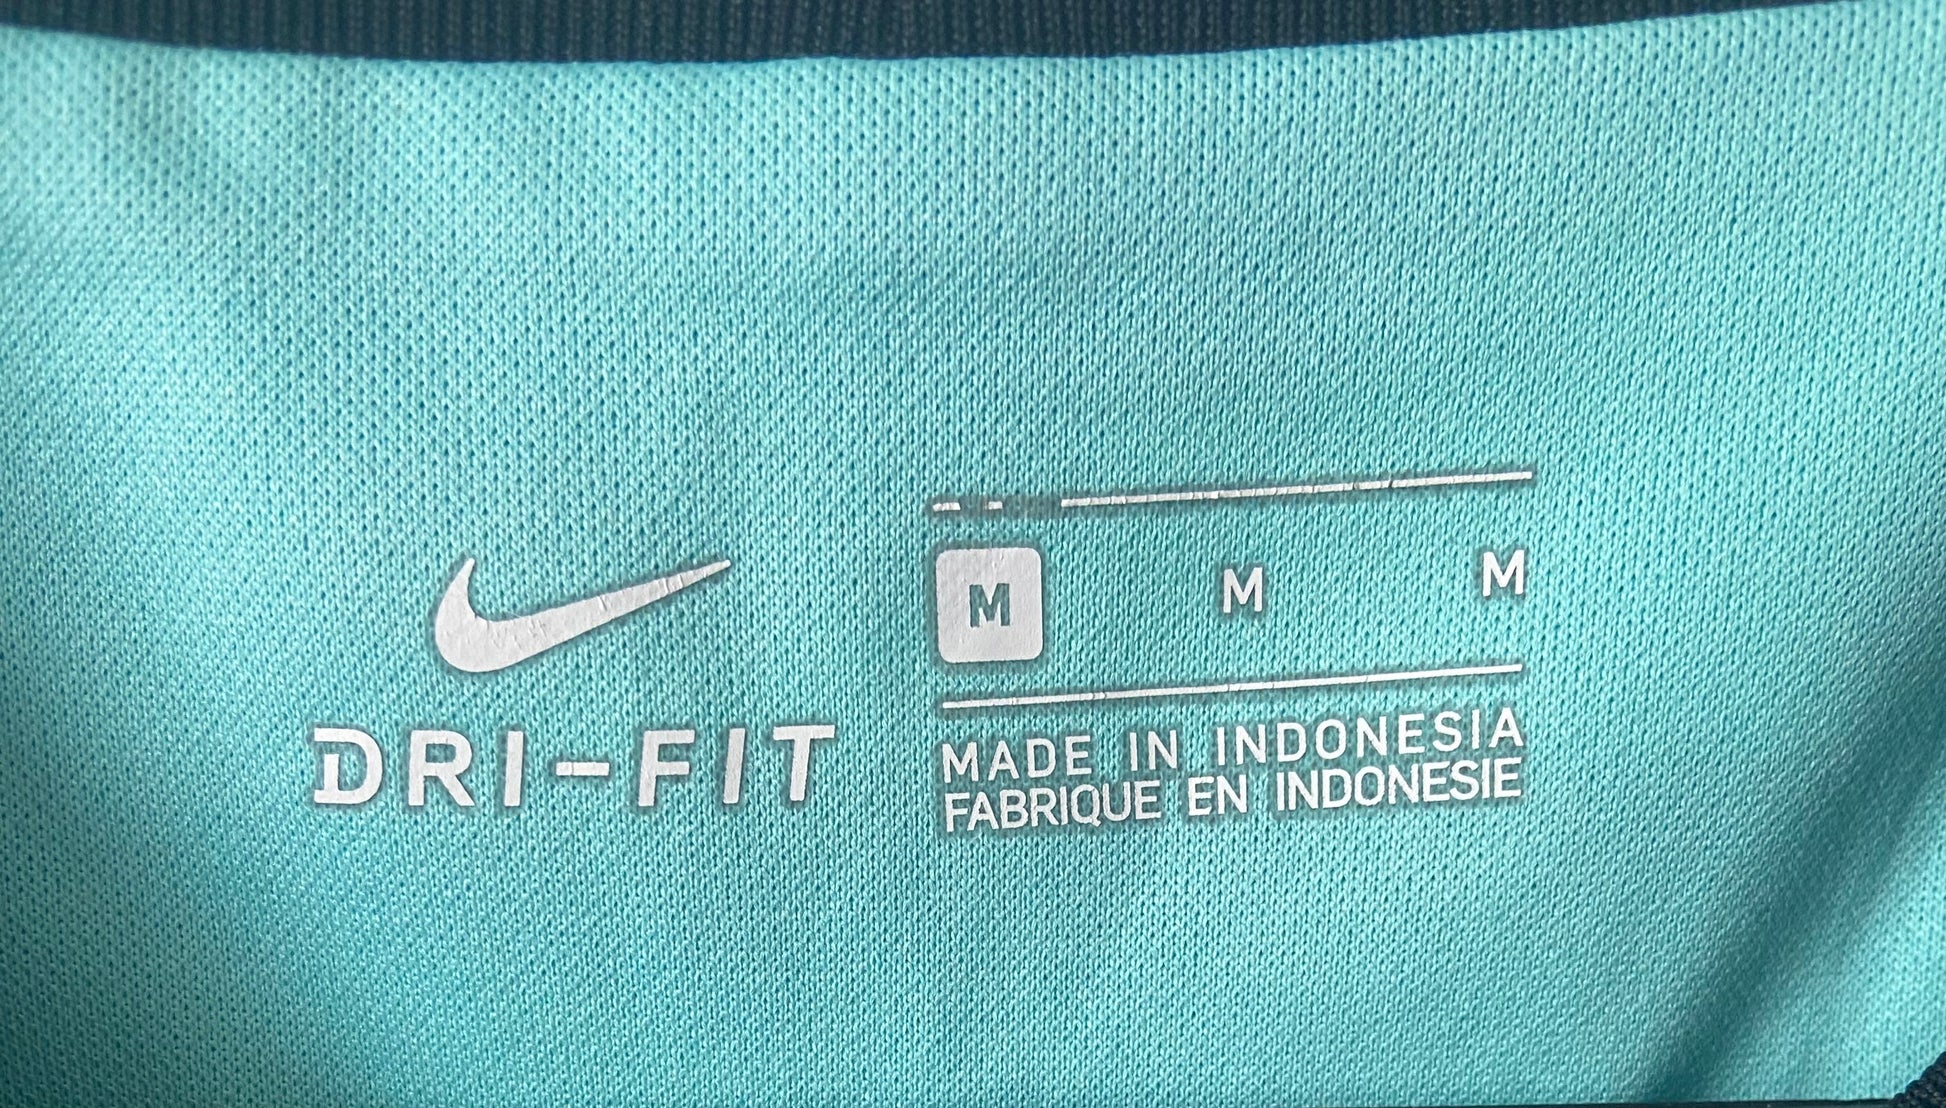 DRI-FIT
M M M
MADE IN INDONESIA
FABRIQUE EN INDONESIE